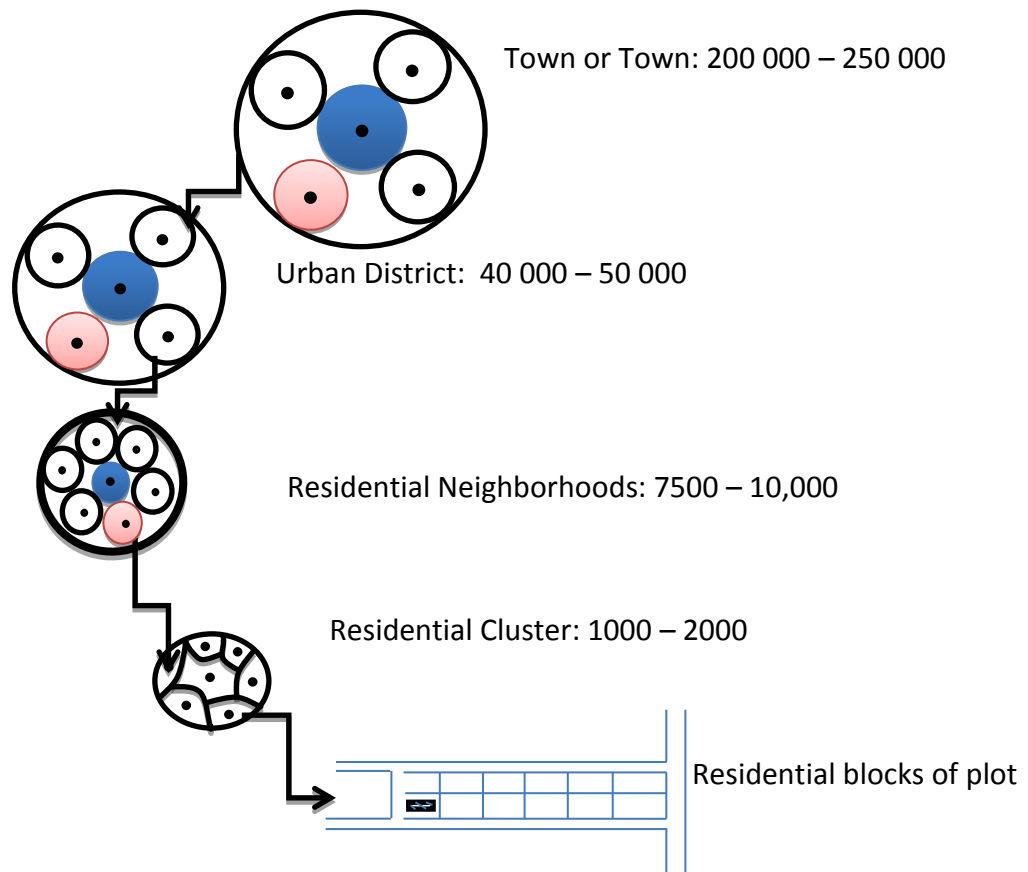 Town or Town: 200 000 – 250 000
Urban District:  40 000 – 50 000
Residential Neighborhoods: 7500 – 10,000
Residential Cluster: 1000 – 2000
Residential blocks of plot